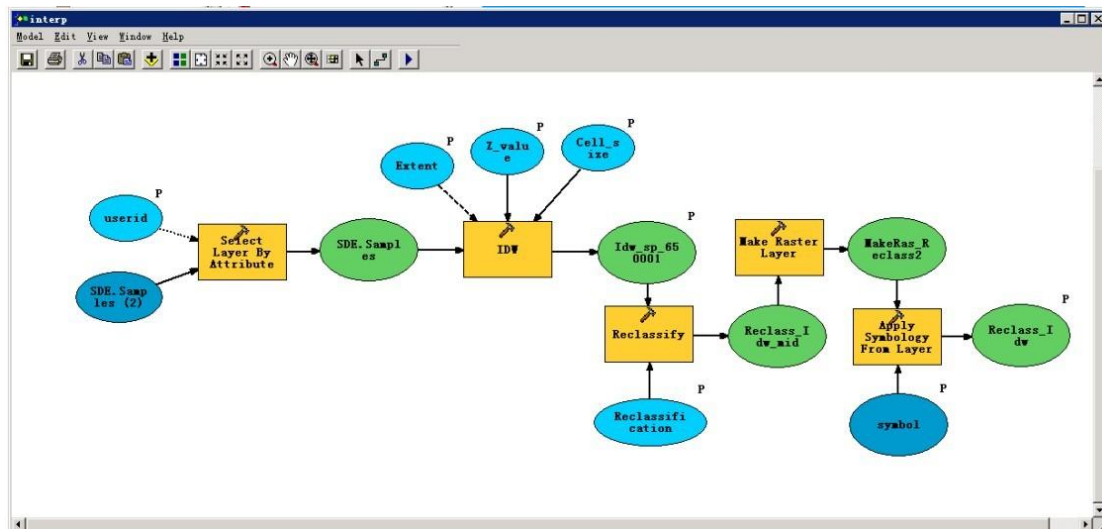 interp
Model Edit View Window Help
P
userid
SDE.Samp
les (2)
Select
Layer By
Attribute
SDE.Sampl
es
P
Extent
P
Z_valu
e
P
Cell_s
ize
IDW
P
Idw_sp_65
0001
Reclassify
P
Reclassifi
cation
Reclass_I
dw_mid
Make Raster
Layer
MakeRas_R
eclass2
Apply
Symbology
From Layer
P
symbol
P
Reclass_I
dw